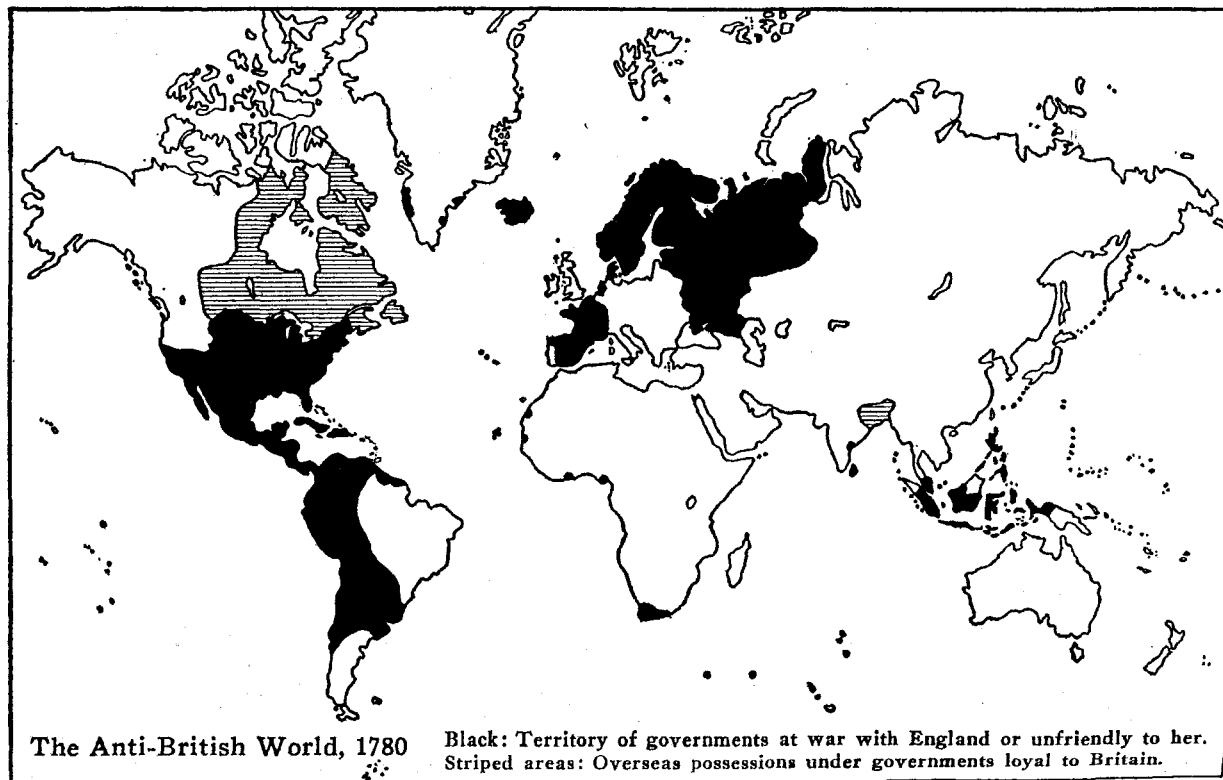 The Anti-British World, 1780
Black: Territory of governments at war with England or unfriendly to her.
Striped areas: Overseas possessions under governments loyal to Britain.